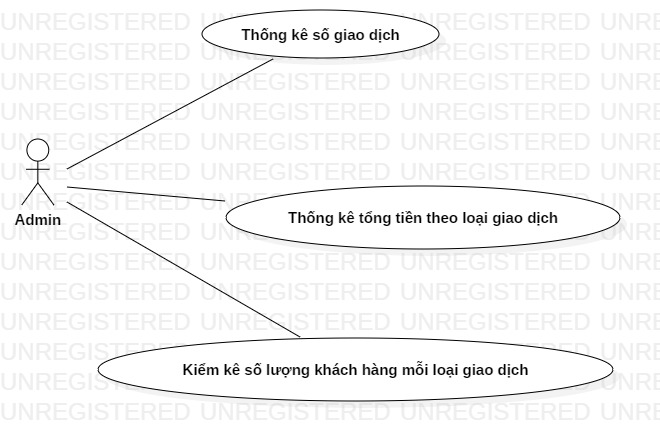 UNREGISTERED UNREGISTERED UNREGISTERED UNRE
Thống kê số giao dịch
Admin
Thống kê tổng tiền theo loại giao dịch
Kiểm kê số lượng khách hàng mỗi loại giao dịch